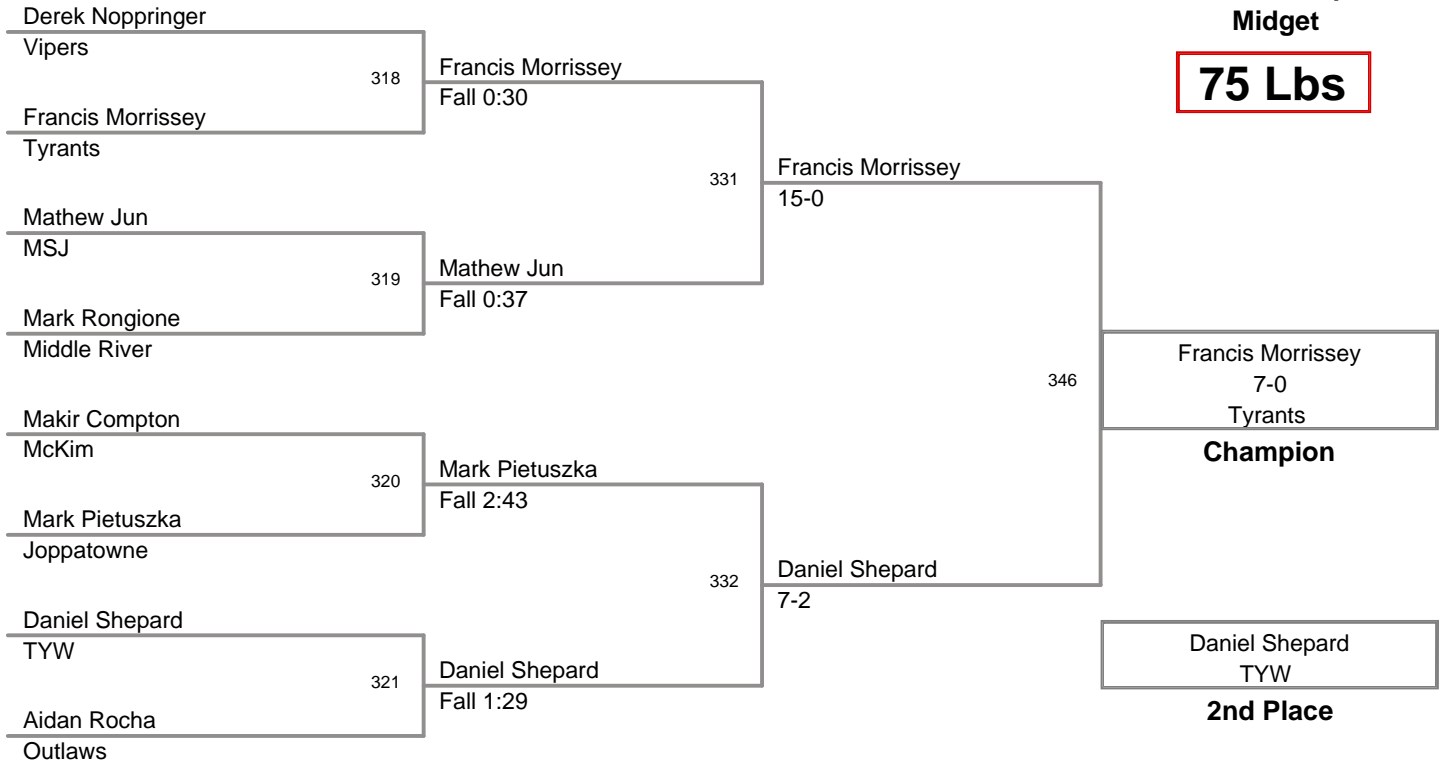 Midget
75 Lbs
Derek Noppringer
Vipers
318
Francis Morrissey
Fall 0:30
Francis Morrissey
Tyrants
331
Francis Morrissey
15-0
Mathew Jun
MSJ
319
Mathew Jun
Fall 0:37
Mark Rongione
Middle River
346
Francis Morrissey
7-0
Tyrants
Champion
Makir Compton
McKim
320
Mark Pietuszka
Fall 2:43
Mark Pietuszka
Joppatowne
332
Daniel Shepard
7-2
Daniel Shepard
TYW
321
Daniel Shepard
Fall 1:29
Aidan Rocha
Outlaws
Daniel Shepard
TYW
2nd Place